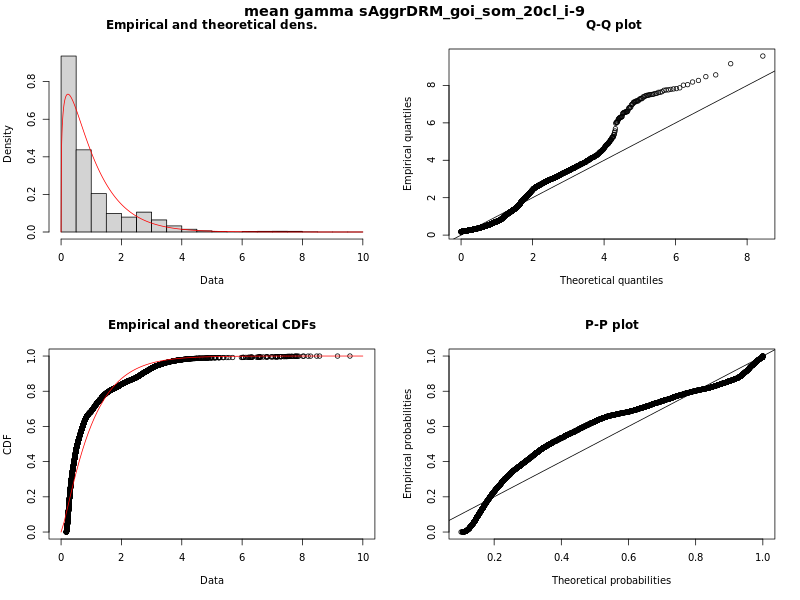 mean gamma sAggrDRM_goi_som_20cl_i-9
Empirical and theoretical dens.
Density
0.0 0.2 0.4 0.6 0.8
0 2 4 6 8 10
Data
Q-Q plot
Empirical quantiles
0 2 4 6 8
0 2 4 6 8
Theoretical quantiles
Empirical and theoretical CDFs
CDF
0.0 0.2 0.4 0.6 0.8 1.0
0 2 4 6 8 10
Data
P-P plot
Empirical probabilities
0.0 0.2 0.4 0.6 0.8 1.0
0.2 0.4 0.6 0.8 1.0
Theoretical probabilities